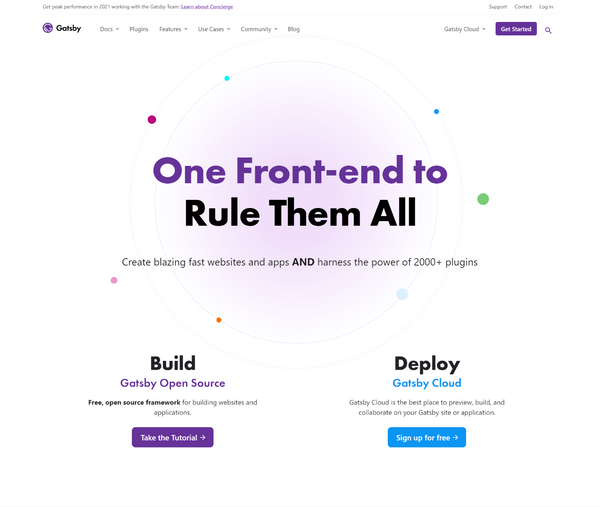 Get peak performance in 2021 working with the Gatsby Team: Learn about Concierge
Support Contact Log in
Gatsby Docs Plugins Features Use Cases Community Blog Gatsby Cloud Get Started
One Front-end to
Rule Them All
Create blazing fast websites and apps AND harness the power of 2000+ plugins
Build
Gatsby Open Source
Free, open source framework for building websites and
applications.
Take the Tutorial →
Deploy
Gatsby Cloud
Gatsby Cloud is the best place to preview, build, and
collaborate on your Gatsby site or application.
Sign up for free →